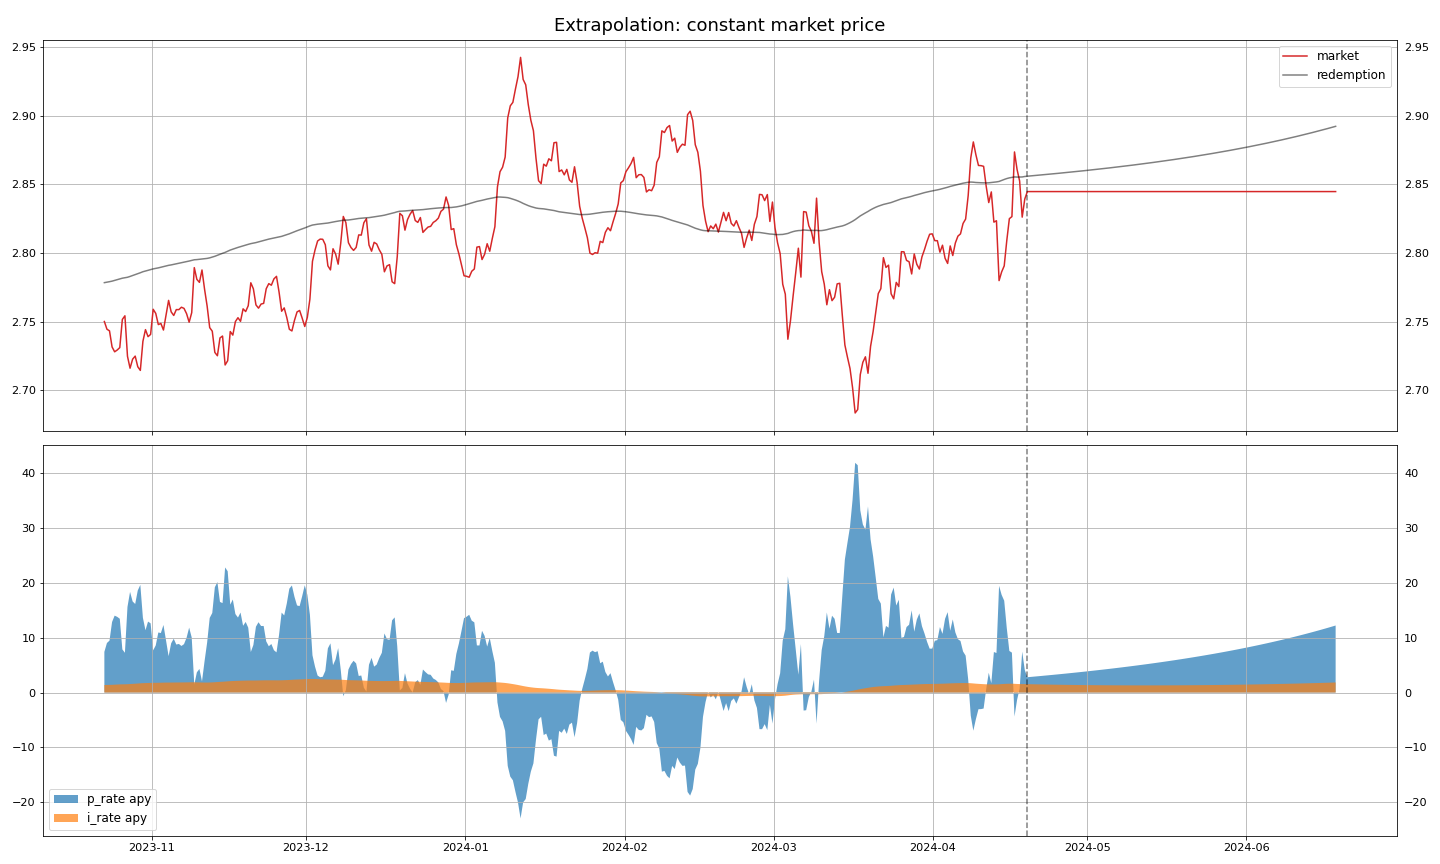 Extrapolation: constant market price
2.95 2.95
market
redemption
2.90 2.90
2.85 2.85
2.80 2.80
2.75 2.75
2.70 2.70
40 40
30 30
20 20
10 10
0 0
−10 −10
−20 −20
p_rate apy
i_rate apy
2023-11 2023-12 2024-01 2024-02 2024-03 2024-04 2024-05 2024-06